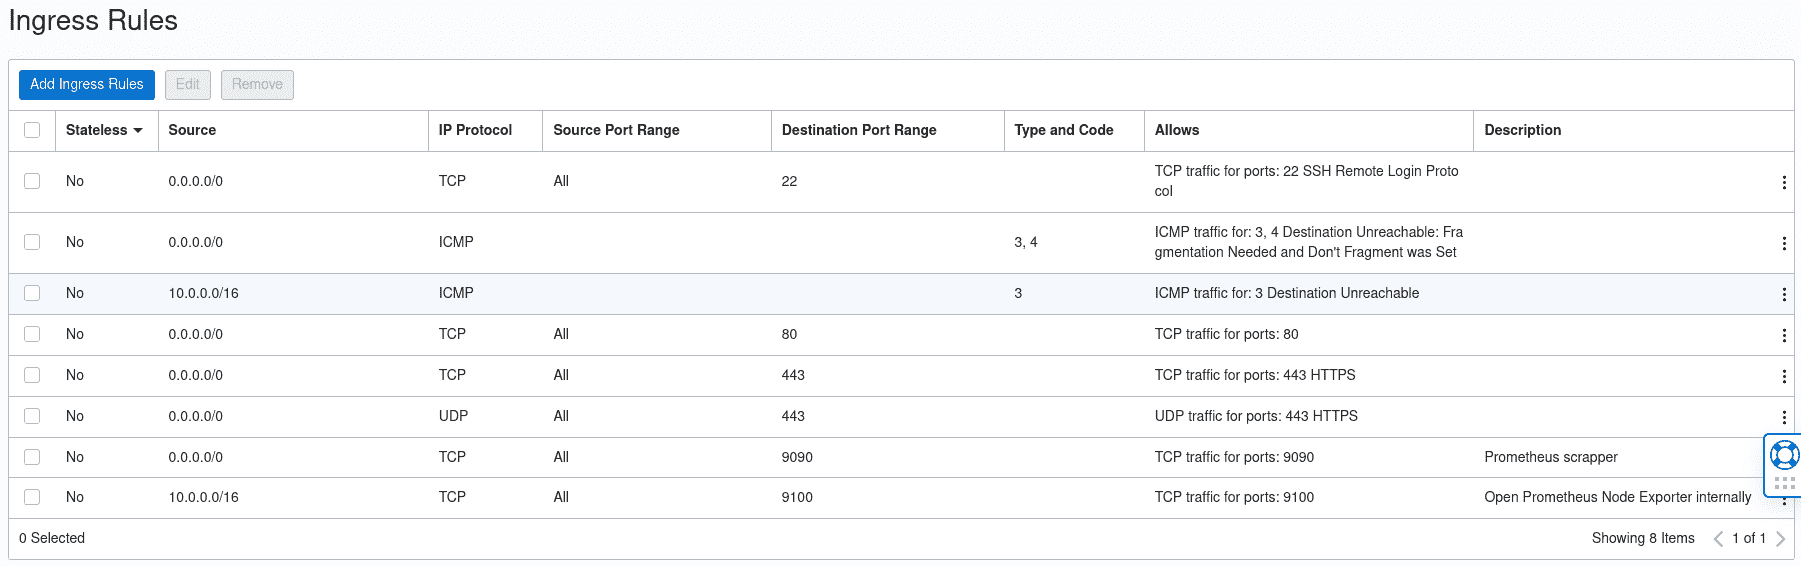 Ingress Rules
Add Ingress Rules Edit Remove
Stateless Source IP Protocol Source Port Range Destination Port Range Type and Code Allows Description
No 0.0.0.0/0 TCP All 22 TCP traffic for ports: 22 SSH Remote Login Proto
col
No 0.0.0.0/0 ICMP 3, 4 ICMP traffic for: 3, 4 Destination Unreachable: Fra
gmentation Needed and Don't Fragment was Set
No 10.0.0.0/16 ICMP 3 ICMP traffic for: 3 Destination Unreachable
No 0.0.0.0/0 TCP All 80 TCP traffic for ports: 80
No 0.0.0.0/0 TCP All 443 TCP traffic for ports: 443 HTTPS
No 0.0.0.0/0 UDP All 443 UDP traffic for ports: 443 HTTPS
No 0.0.0.0/0 TCP All 9090 TCP traffic for ports: 9090 Prometheus scrapper
No 10.0.0.0/16 TCP All 9100 TCP traffic for ports: 9100 Open Prometheus Node Exporter internally
0 Selected Showing 8 Items 1 of 1